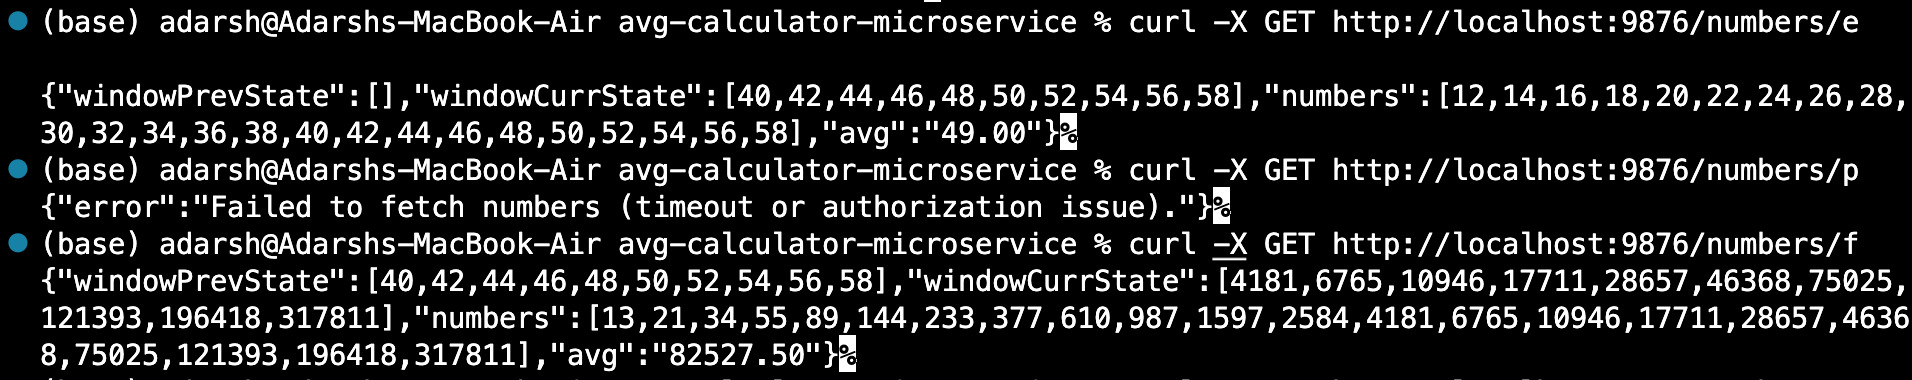 (base) adarsh@Adarshs-MacBook-Air avg-calculator-microservice % curl -X GET http://localhost:9876/numbers/e
{"windowPrevState":[],"windowCurrState":[40,42,44,46,48,50,52,54,56,58],"numbers":[12,14,16,18,20,22,24,26,28,
30,32,34,36,38,40,42,44,46,48,50,52,54,56,58],"avg":"49.00"}%
(base) adarsh@Adarshs-MacBook-Air avg-calculator-microservice % curl -X GET http://localhost:9876/numbers/p
{"error":"Failed to fetch numbers (timeout or authorization issue)."}%
(base) adarsh@Adarshs-MacBook-Air avg-calculator-microservice % curl -X GET http://localhost:9876/numbers/f
{"windowPrevState":[40,42,44,46,48,50,52,54,56,58],"windowCurrState":[4181,6765,10946,17711,28657,46368,75025,
121393,196418,317811],"numbers":[13,21,34,55,89,144,233,377,610,987,1597,2584,4181,6765,10946,17711,28657,4636
8,75025,121393,196418,317811],"avg":"82527.50"}%